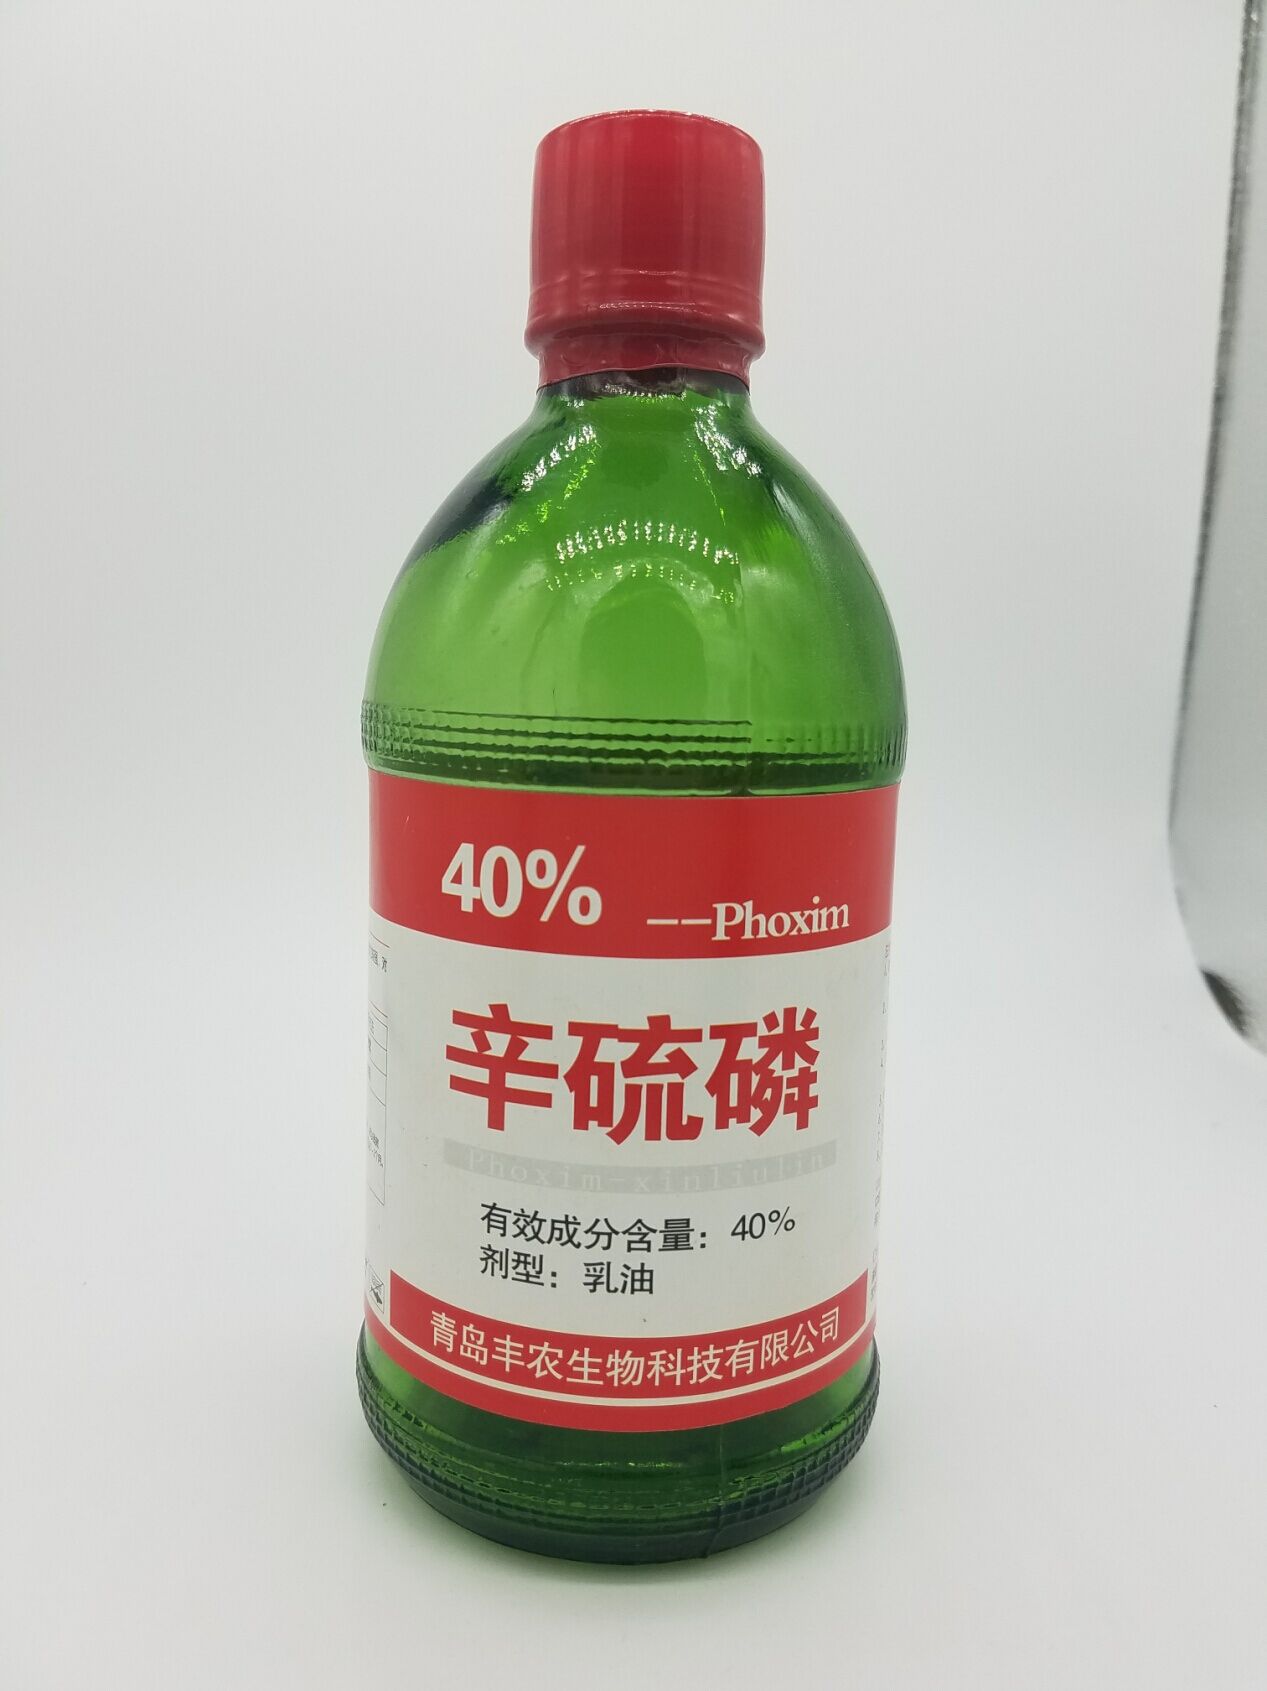 40% --Phoxim
辛硫磷
Phoxim-xinliulin
有效成分含量：40%
剂型：乳油
青岛丰农生物科技有限公司